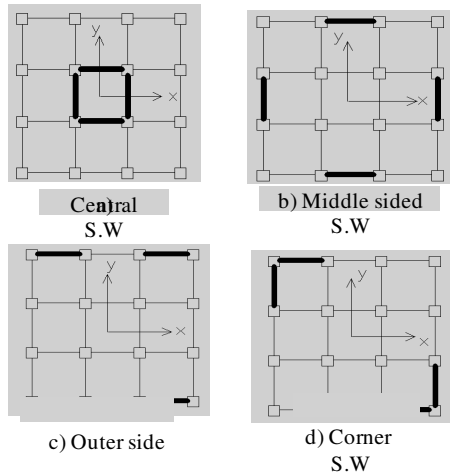 y
x
y
x
Central
a)
S.W
b) Middle sided
S.W
y
x
y
x
c) Outer side
d) Corner
S.W